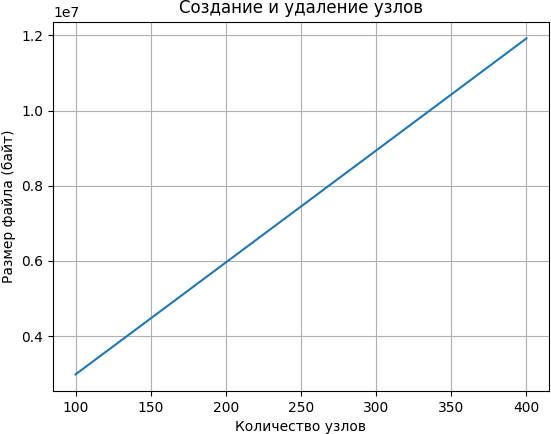 Создание и удаление узлов
1e7
1.2
1.0
0.8
0.6
0.4
Размер файла (байт)
100 150 200 250 300 350 400
Количество узлов